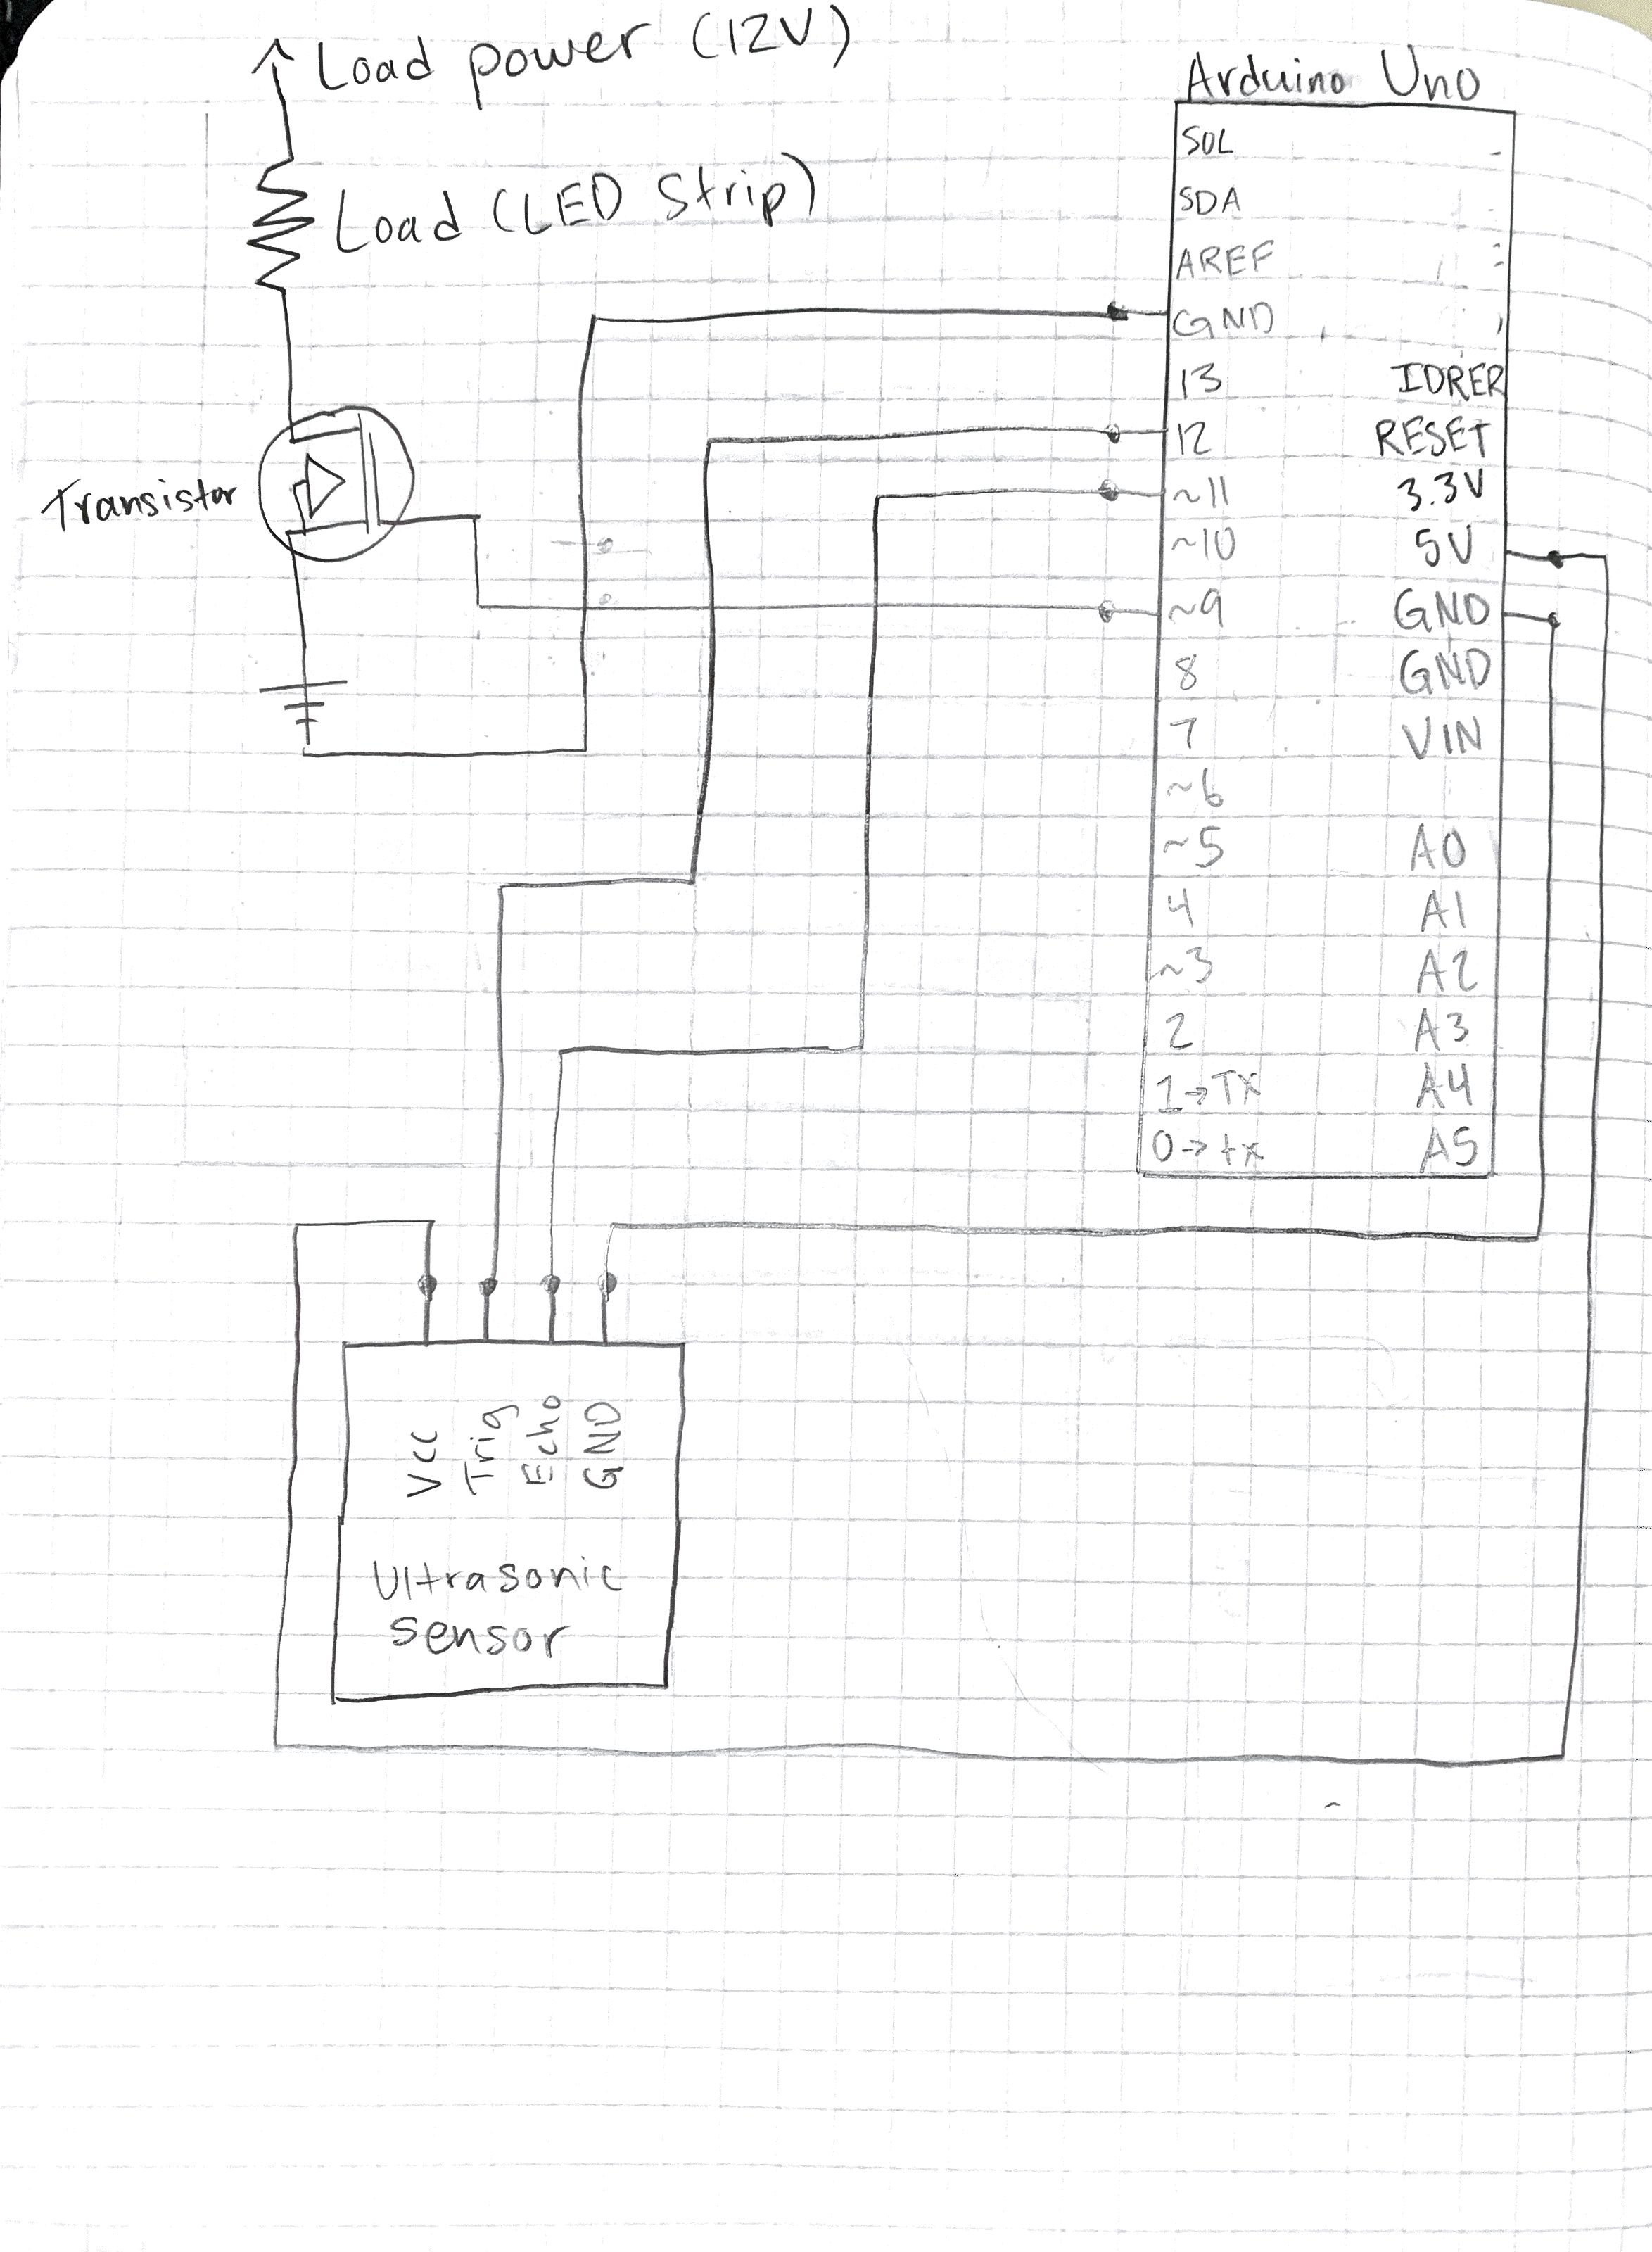 Load power (12V)
Load (LED Strip)
Transistor
Arduino Uno
SOL
SDA
AREF
GND
13 IDRER
12 RESET
~11 3.3V
~10 5V
~9 GND
8 GND
7 VIN
~6
~5 A0
4 A1
~3 A2
2 A3
1→TX A4
0→tx A5
Vcc
Trig
Echo
GND
Ultrasonic
Sensor